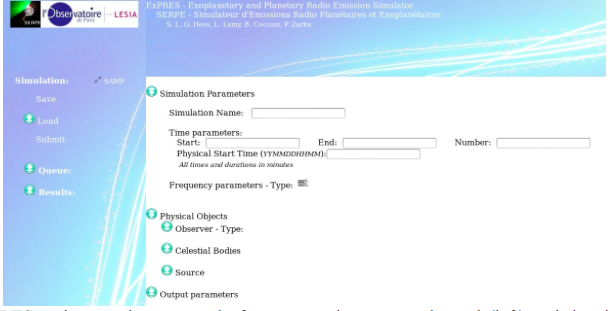 SERPE
l'Observatoire
de Paris
LESIA
ExPRES - Exoplanetary and Planetary Radio Emission Simulator
SERPE - Simulateur d'Emissions Radio Planétaires et Exoplanétaires
S. L. G. Hess, L. Lamy, B. Cecconi, P. Zarka
Simulation:
SAMP
Save
Load
Submit
Queue:
Results:
Simulation Parameters
Simulation Name:
Time parameters:
Start: End: Number:
Physical Start Time (YYMMDDHHMM):
All times and durations in minutes
Frequency parameters - Type:
Physical Objects
Observer - Type:
Celestial Bodies
Source
Output parameters